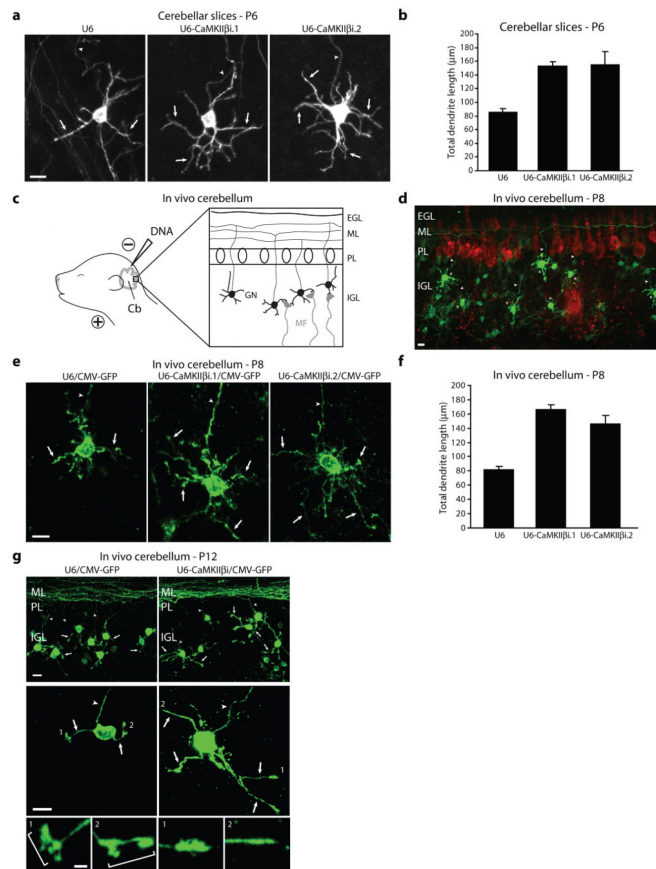 a
Cerebellar slices - P6
U6
U6-CaMKIIβi.1
U6-CaMKIIβi.2
b
Cerebellar slices - P6
Total dendrite length (μm)
200
180
160
140
120
100
80
60
40
20
0
U6
U6-CaMKIIβi.1
U6-CaMKIIβi.2
c
In vivo cerebellum
DNA
Cb
EGL
ML
PL
IGL
GN
MF
d
In vivo cerebellum - P8
EGL
ML
PL
IGL
e
In vivo cerebellum - P8
U6/CMV-GFP
U6-CaMKIIβi.1/CMV-GFP
U6-CaMKIIβi.2/CMV-GFP
f
In vivo cerebellum - P8
Total dendrite length (μm)
200
180
160
140
120
100
80
60
40
20
0
U6
U6-CaMKIIβi.1
U6-CaMKIIβi.2
g
In vivo cerebellum - P12
U6/CMV-GFP
U6-CaMKIIβi/CMV-GFP
ML
PL
IGL
ML
PL
IGL
1
2
2
1
1
2
1
2